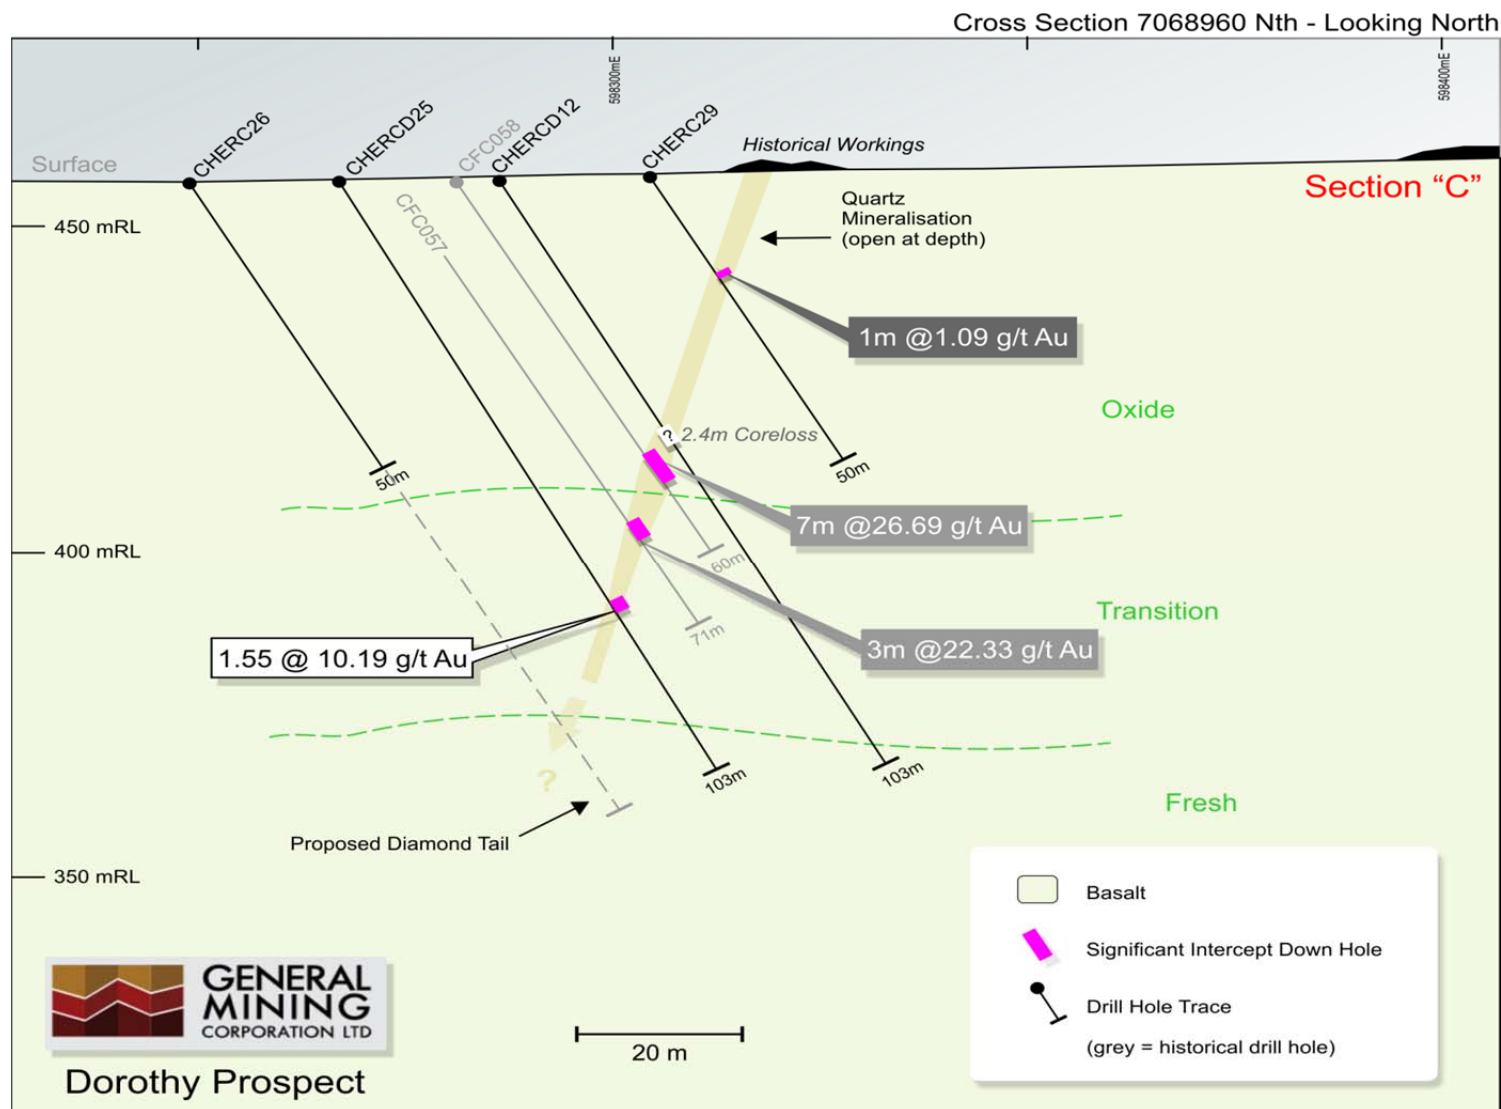 Cross Section 7068960 Nth - Looking North
598300mE
598400mE
CHERC26
CHERCD25
CFC058
CHERCD12
CHERC29
Historical Workings
Surface
Section “C”
CFC057
Quartz
Mineralisation
(open at depth)
450 mRL
1m @1.09 g/t Au
Oxide
?
2.4m Coreloss
50m
50m
7m @26.69 g/t Au
400 mRL
60m
Transition
71m
3m @22.33 g/t Au
1.55 @ 10.19 g/t Au
103m
103m
?
Fresh
Proposed Diamond Tail
350 mRL
Basalt
Significant Intercept Down Hole
Drill Hole Trace
(grey = historical drill hole)
GENERAL
MINING
CORPORATION LTD
20 m
Dorothy Prospect